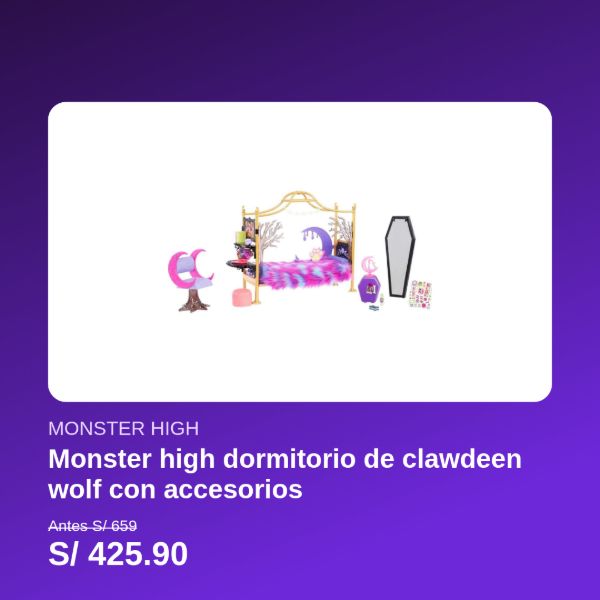 MONSTER HIGH
Monster high dormitorio de clawdeen
wolf con accesorios
Antes S/ 659
S/ 425.90